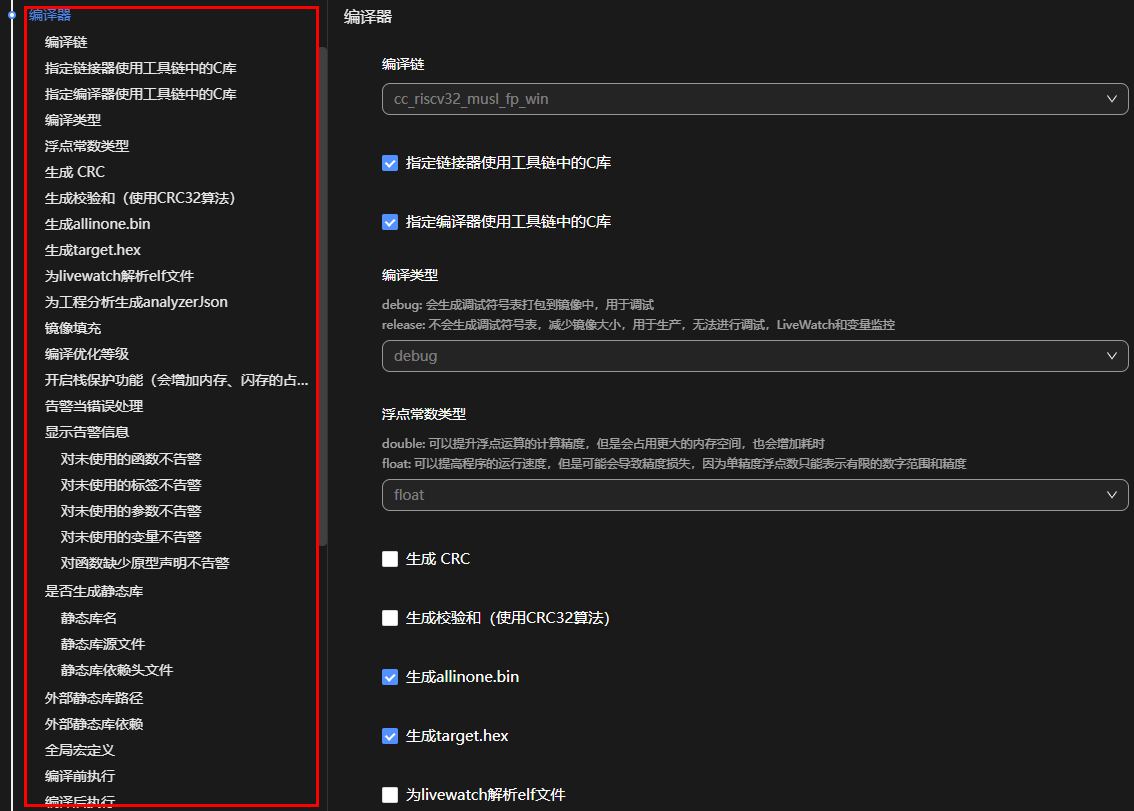 编译器
编译链
指定链接器使用工具链中的C库
指定编译器使用工具链中的C库
编译类型
浮点常数类型
生成 CRC
生成校验和（使用CRC32算法）
生成allinone.bin
生成target.hex
为livewatch解析elf文件
为工程分析生成analyzerJson
镜像填充
编译优化等级
开启栈保护功能（会增加内存、闪存的占...
告警当错误处理
显示告警信息
对未使用的函数不告警
对未使用的标签不告警
对未使用的参数不告警
对未使用的变量不告警
对函数缺少原型声明不告警
是否生成静态库
静态库名
静态库源文件
静态库依赖头文件
外部静态库路径
外部静态库依赖
全局宏定义
编译前执行
编译后执行
编译器
编译链
cc_riscv32_musl_fp_win
指定链接器使用工具链中的C库
指定编译器使用工具链中的C库
编译类型
debug: 会生成调试符号表打包到镜像中，用于调试
release: 不会生成调试符号表，减少镜像大小，用于生产，无法进行调试，LiveWatch和变量监控
debug
浮点常数类型
double: 可以提升浮点运算的计算精度，但是会占用更大的内存空间，也会增加耗时
float: 可以提高程序的运行速度，但是可能会导致精度损失，因为单精度浮点数只能表示有限的数字范围和精度
float
生成 CRC
生成校验和（使用CRC32算法）
生成allinone.bin
生成target.hex
为livewatch解析elf文件